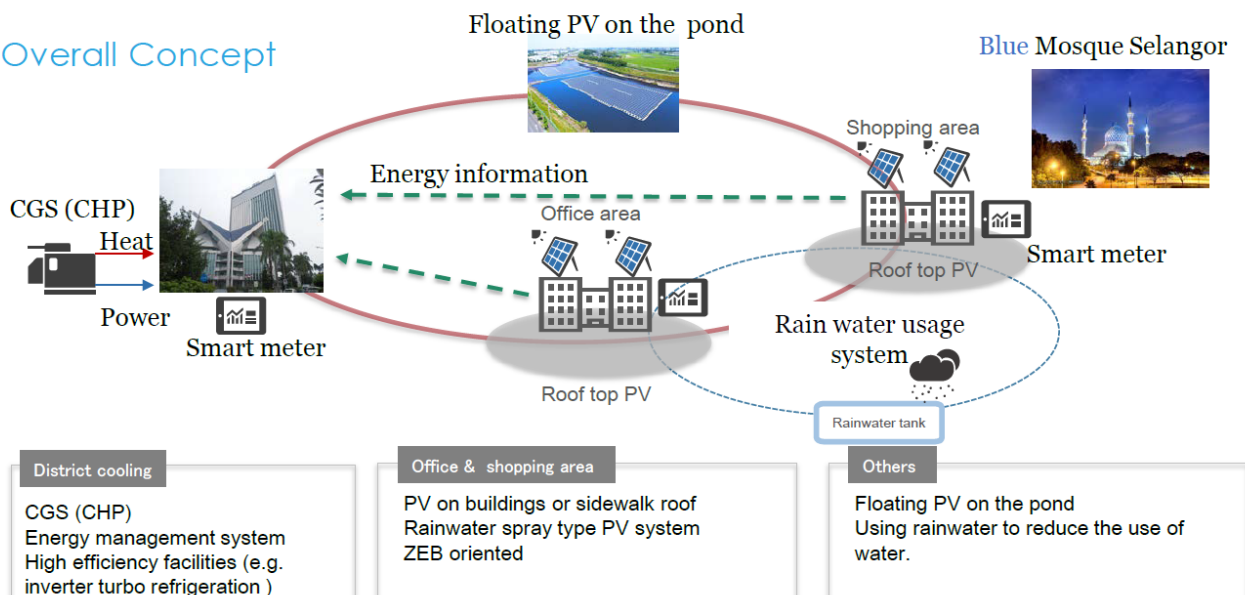 Overall Concept
Floating PV on the pond
Blue Mosque Selangor
Shopping area
Energy information
CGS (CHP)
Office area
Heat
Smart meter
Roof top PV
Power
Rain water usage
system
Smart meter
Roof top PV
Rainwater tank
District cooling
CGS (CHP)
Energy management system
High efficiency facilities (e.g.
inverter turbo refrigeration )
Office & shopping area
PV on buildings or sidewalk roof
Rainwater spray type PV system
ZEB oriented
Others
Floating PV on the pond
Using rainwater to reduce the use of
water.